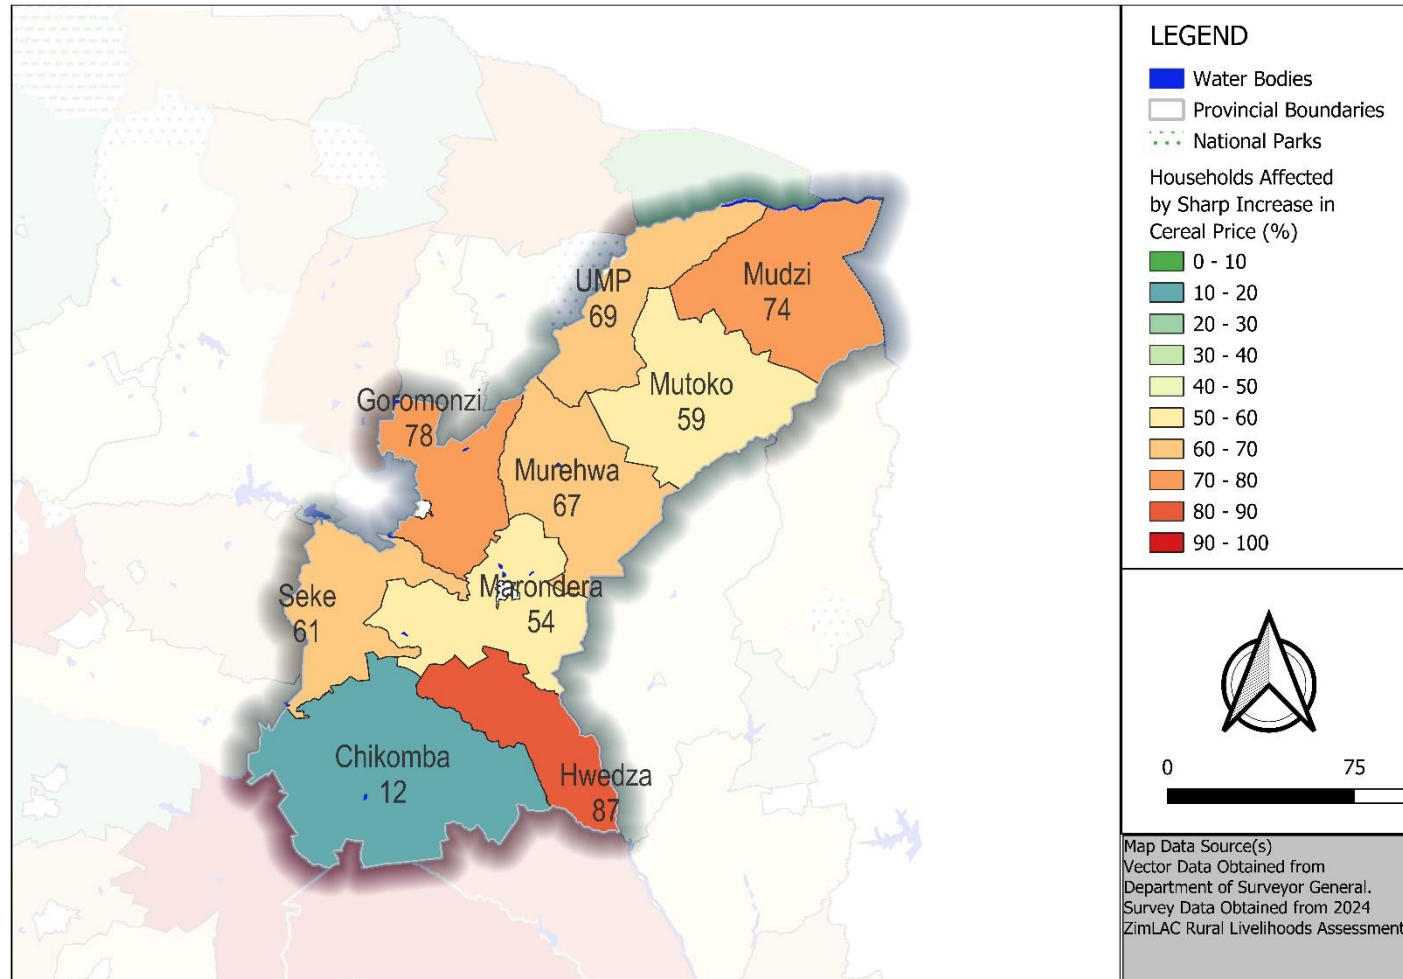 UMP
69
Mudzi
74
Mutoko
59
Goromonzi
78
Murehwa
67
Marondera
54
Seke
61
Chikomba
12
Hwedza
87
LEGEND
Water Bodies
Provincial Boundaries
National Parks
Households Affected
by Sharp Increase in
Cereal Price (%)
0 - 10
10 - 20
20 - 30
30 - 40
40 - 50
50 - 60
60 - 70
70 - 80
80 - 90
90 - 100
0 75
Map Data Source(s)
Vector Data Obtained from
Department of Surveyor General.
Survey Data Obtained from 2024
ZimLAC Rural Livelihoods Assessment